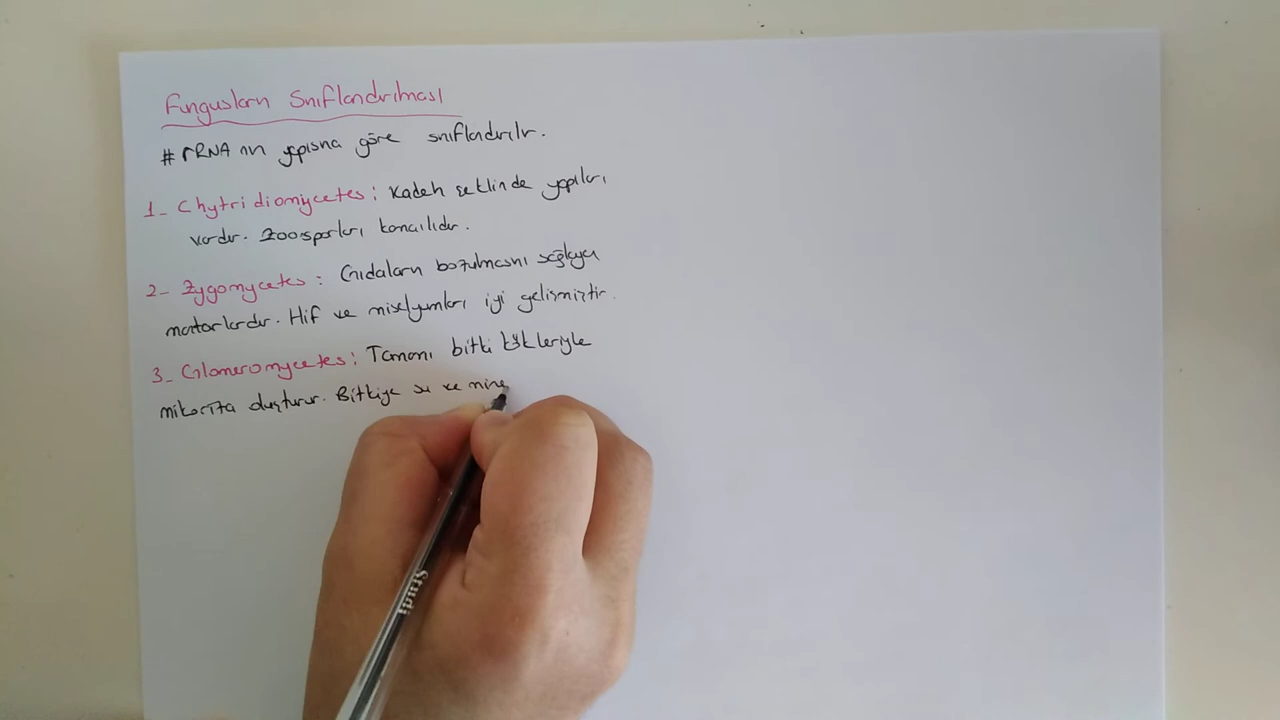 Fungusların Sınıflandırılması
# rRNA nın yapısına göre sınıflandırılır.
1- Chytridiomycetes: Kadeh şeklinde yapıları
vardır. Zoosporları kamçılıdır.
2- Zygomycetes: Gıdaların bozulmasını sağlayan
mantarlardır. Hif ve miselyumları iyi gelişmiştir.
3- Glomeromycetes: Tamamı bitki kökleriyle
mikoriza oluşturur. Bitkiye su ve mine
Studi